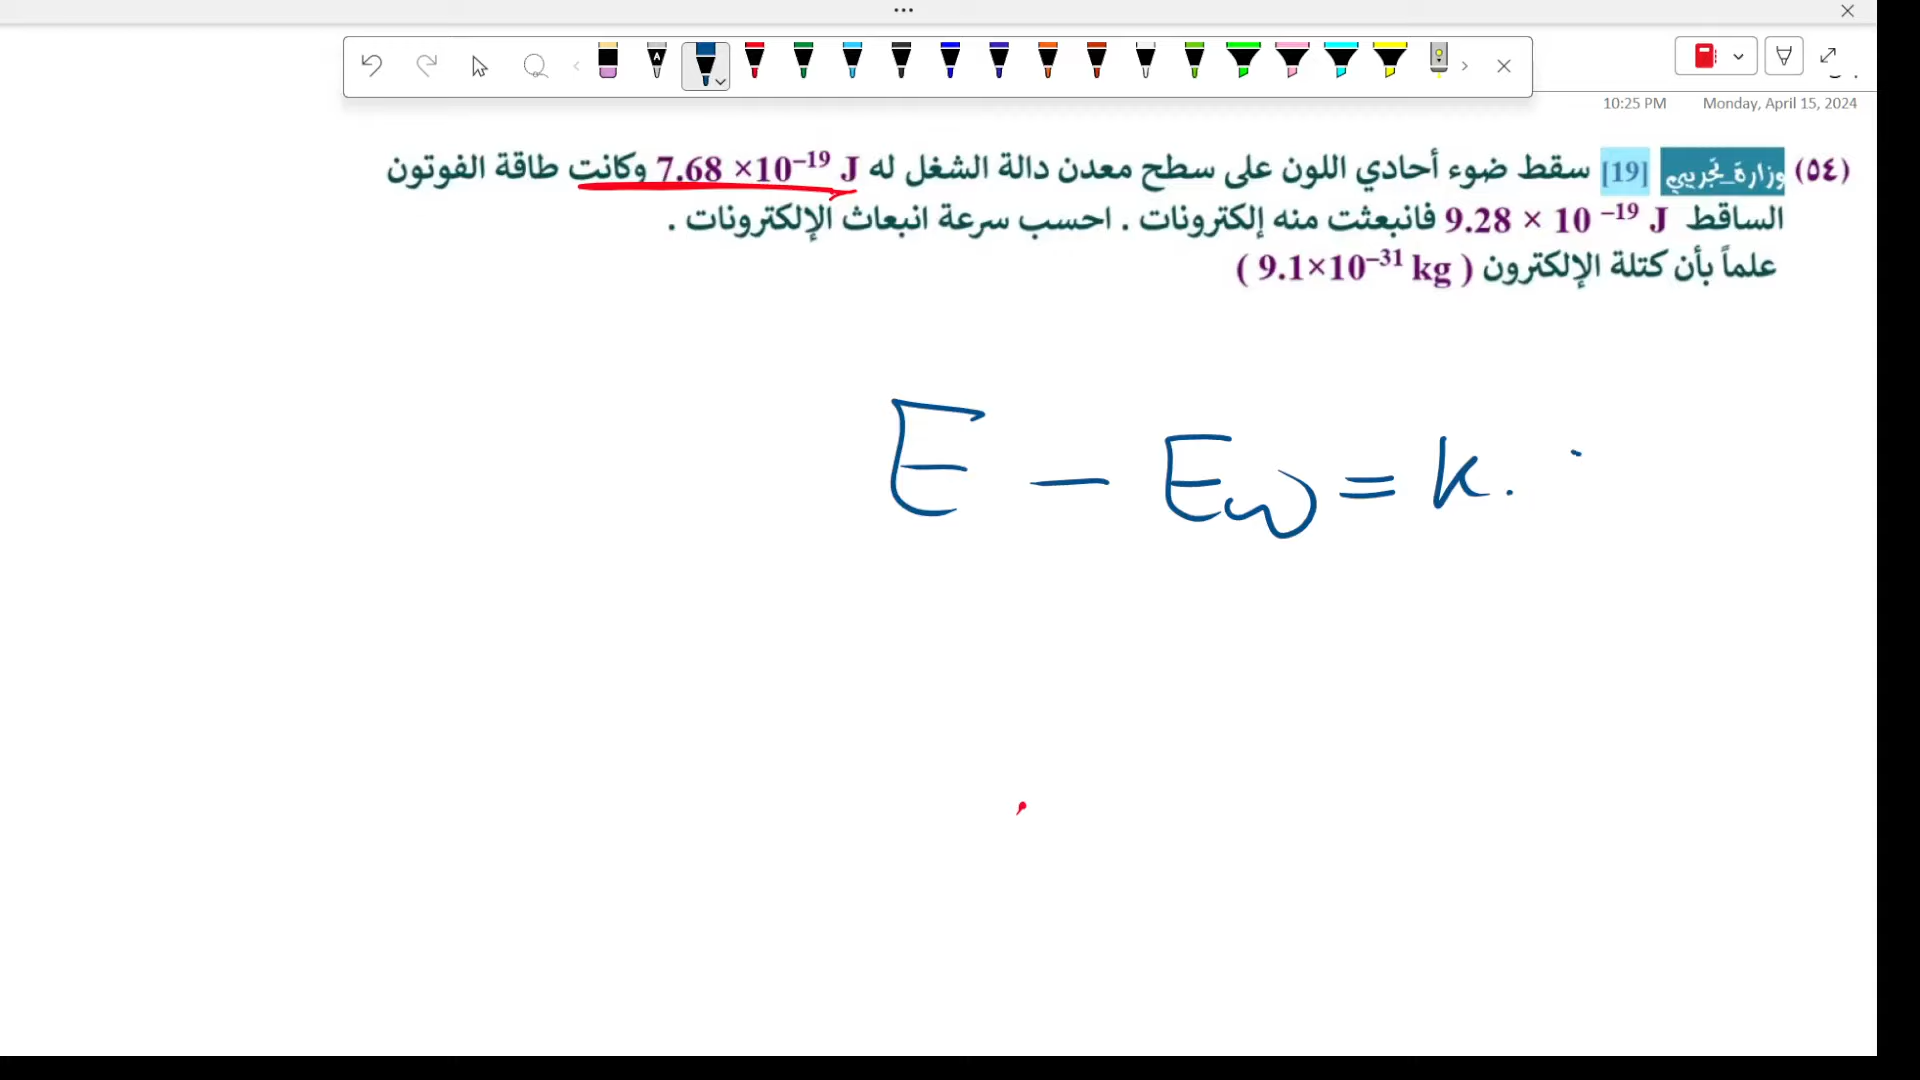 10:25 PM Monday, April 15, 2024
(٥٤) وزارة_تجريبي [19] سقط ضوء أحادي اللون على سطح معدن دالة الشغل له 7.68 ×10⁻¹⁹ J وكانت طاقة الفوتون
الساقط 9.28 × 10 ⁻¹⁹ J فانبعثت منه إلكترونات . احسب سرعة انبعاث الإلكترونات .
علماً بأن كتلة الإلكترون ( 9.1×10⁻³¹ kg )
E − Ew = k.